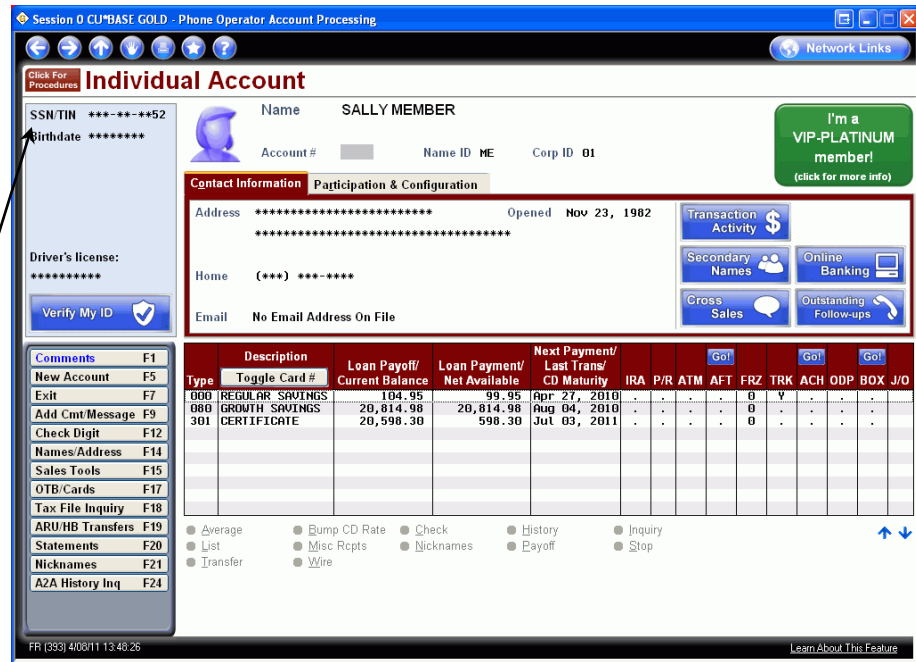 Session 0 CU*BASE GOLD - Phone Operator Account Processing
Network Links
Click For Procedures
Individual Account
SSN/TIN ***-**-**52
Birthdate ********
Driver's license:
**********
Verify My ID
Name SALLY MEMBER
Account # Name ID ME Corp ID 01
I'm a
VIP-PLATINUM
member!
(click for more info)
Contact Information Participation & Configuration
Address ************************** Opened Nov 23, 1982
*************************************
Home (***) ***-****
Email No Email Address On File
Transaction Activity
Secondary Names
Online Banking
Cross Sales
Outstanding Follow-ups
Comments F1
New Account F5
Exit F7
Add Cmt/Message F9
Check Digit F12
Names/Address F14
Sales Tools F15
OTB/Cards F17
Tax File Inquiry F18
ARU/HB Transfers F19
Statements F20
Nicknames F21
A2A History Inq F24
Type Description Toggle Card # Loan Payoff/ Current Balance Loan Payment/ Net Available Next Payment/ Last Trans/ CD Maturity IRA P/R ATM Go! AFT FRZ TRK Go! ACH ODP Go! BOX J/O
000 REGULAR SAVINGS 104.95 99.95 Apr 27, 2010 . . . . 0 Y . . .
080 GROWTH SAVINGS 20,814.98 20,814.98 Aug 04, 2010 . . . . 0 . . . .
301 CERTIFICATE 20,598.30 598.30 Jul 03, 2011 . . . . 0 . . . .
Average Bump CD Rate Check History Inquiry
List Misc Rcpts Nicknames Payoff Stop
Transfer Wire
FR (393) 4/08/11 13:48:26
Learn About This Feature